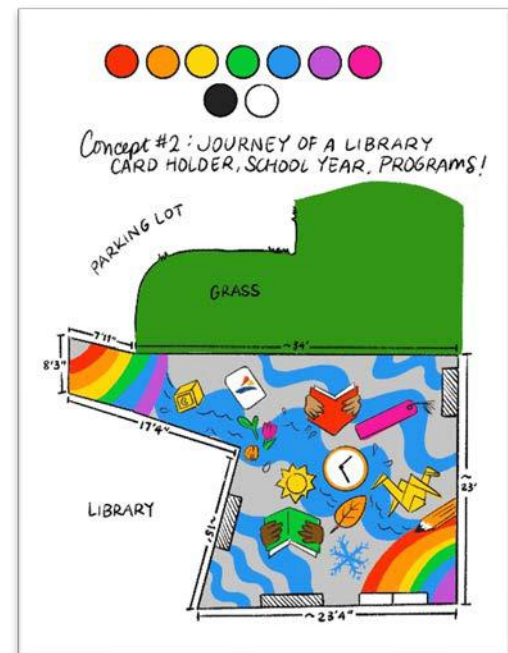 Concept #2: JOURNEY OF A LIBRARY
CARD HOLDER, SCHOOL YEAR, PROGRAMS!
PARKING LOT
GRASS
7'11"
~34'
8'3"
17'4"
~23'
LIBRARY
~15'
~23'4"